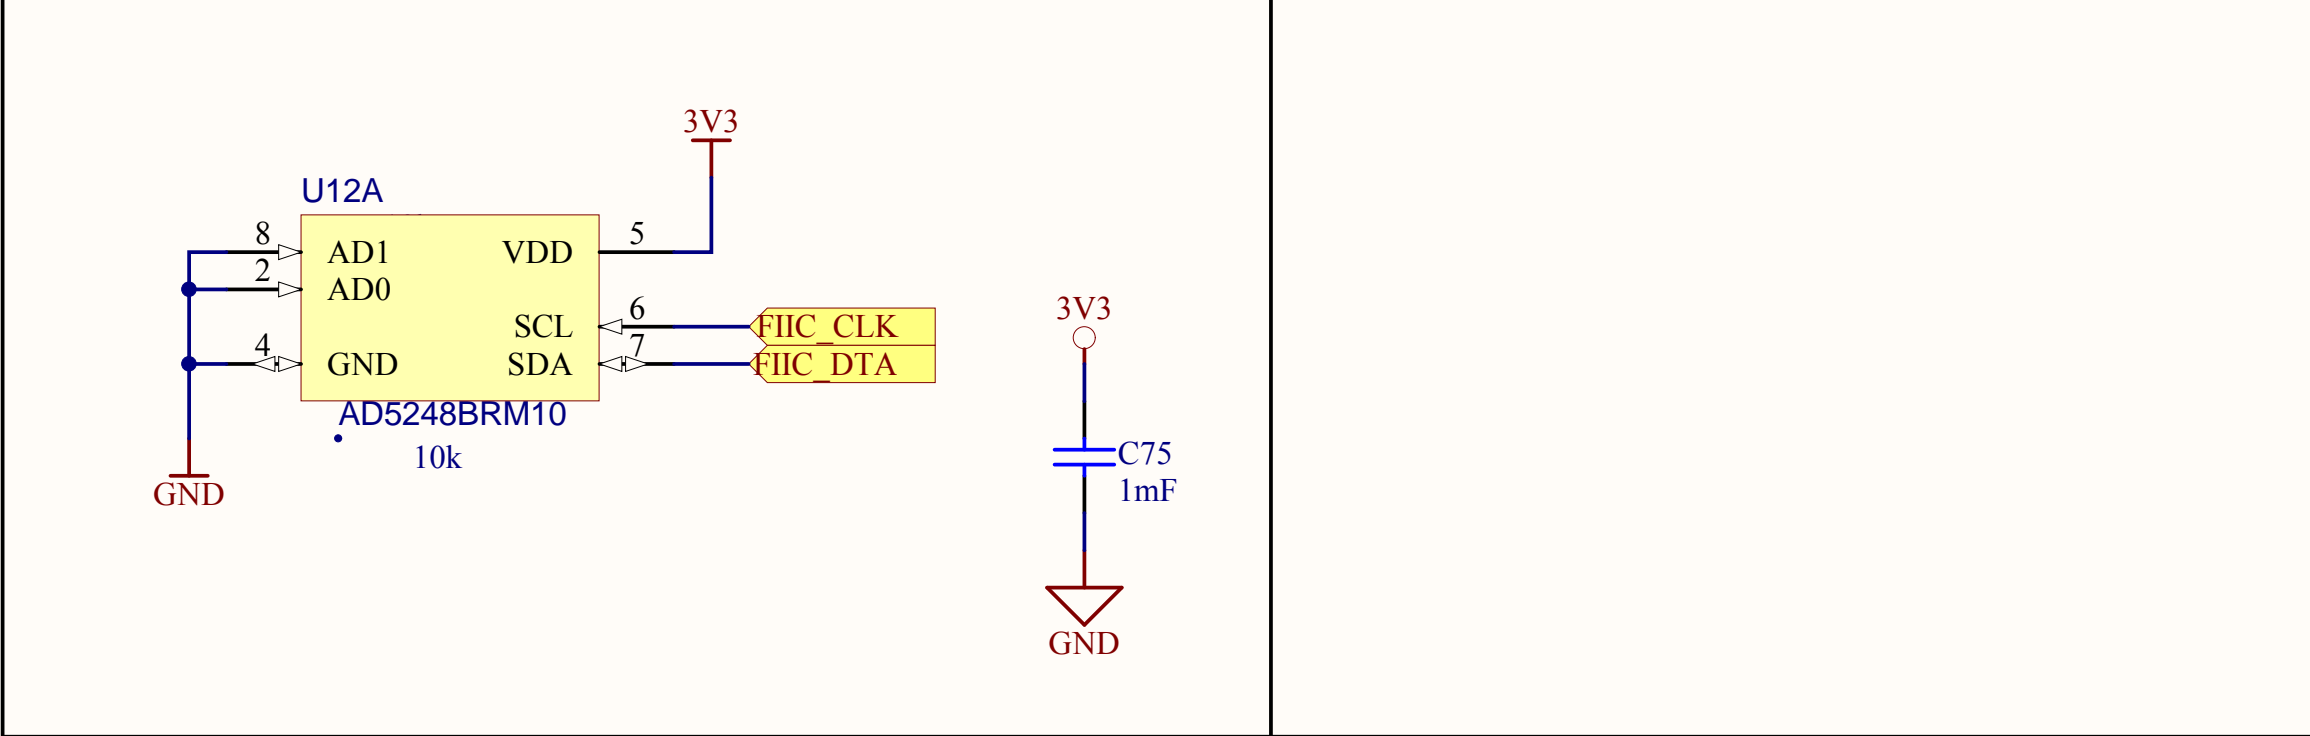 3V3
U12A
8
AD1
VDD
5
2
AD0
SCL
6
FIIC_CLK
4
GND
SDA
7
FIIC_DTA
AD5248BRM10
10k
GND
3V3
C75
1mF
GND